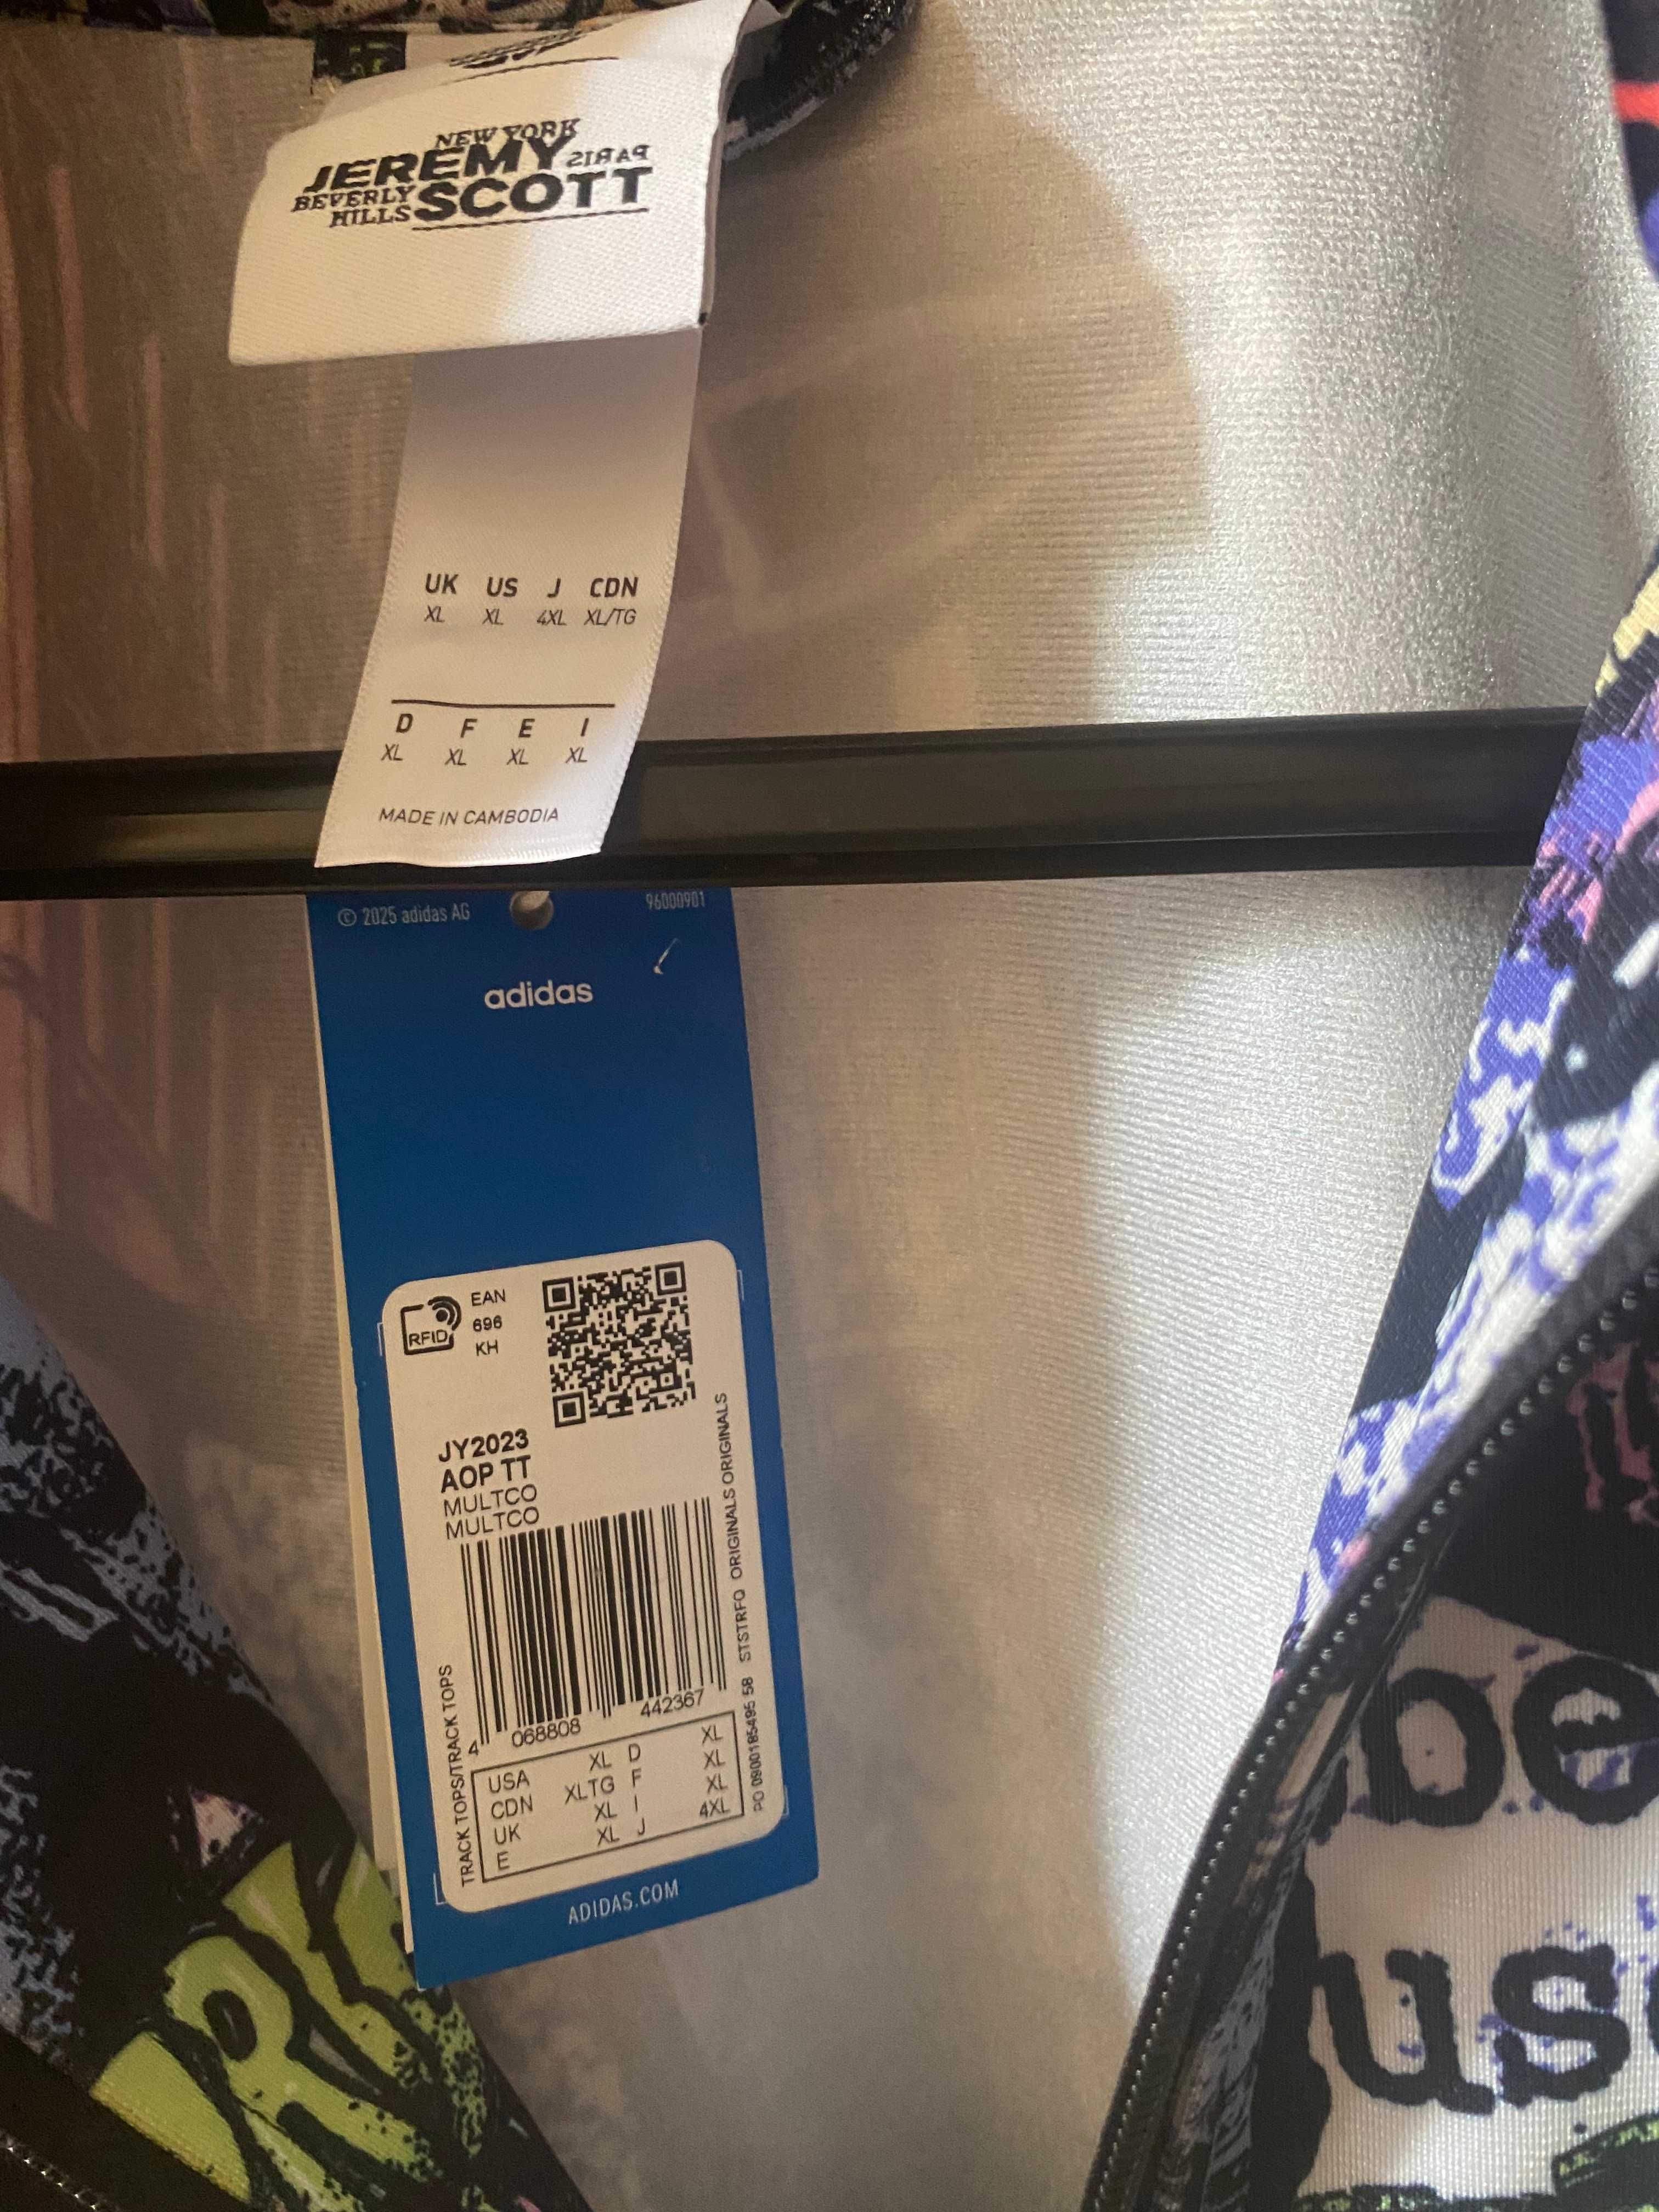 NEW YORK
JEREMY PARIS
BEVERLY SCOTT
HILLS
UK US J CDN
XL XL 4XL XL/TG
D F E I
XL XL XL XL
MADE IN CAMBODIA
© 2025 adidas AG 96000901
adidas
RFID
EAN
696
KH
JY2023
AOP TT
MULTCO
MULTCO
4 068808 442367
TRACK TOPS/TRACK TOPS
PO 0900185495 58 STSTRFO ORIGINALS ORIGINALS
USA XL D XL
CDN XLTG F XL
UK XL I XL
E XL J 4XL
ADIDAS.COM
be
us